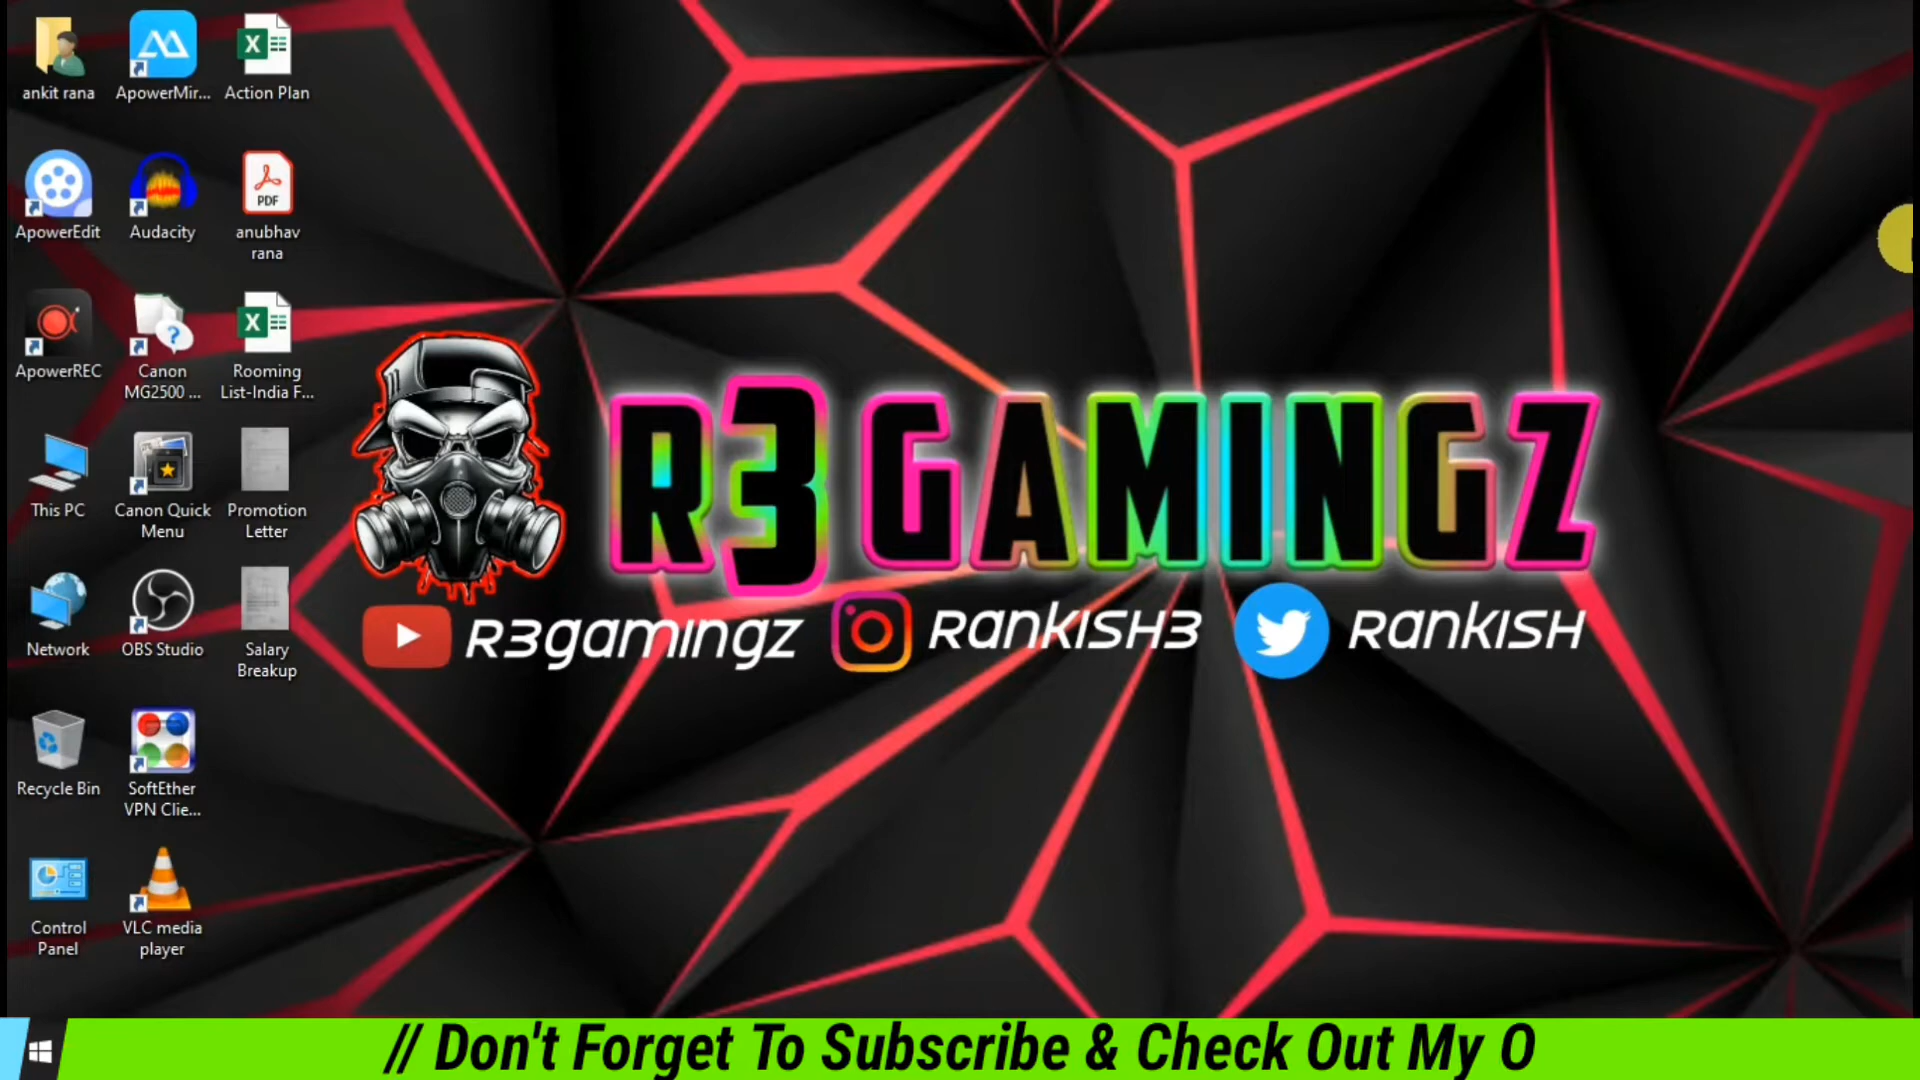 ankit rana
ApowerMir...
Action Plan
ApowerEdit
Audacity
PDF
anubhav
rana
ApowerREC
Canon
MG2500 ...
Rooming
List-India F...
This PC
Canon Quick
Menu
Promotion
Letter
Network
OBS Studio
Salary
Breakup
Recycle Bin
SoftEther
VPN Clie...
Control
Panel
VLC media
player
R3 GAMINGZ
R3gamingz
RanKISH3
RanKISH
// Don't Forget To Subscribe & Check Out My O